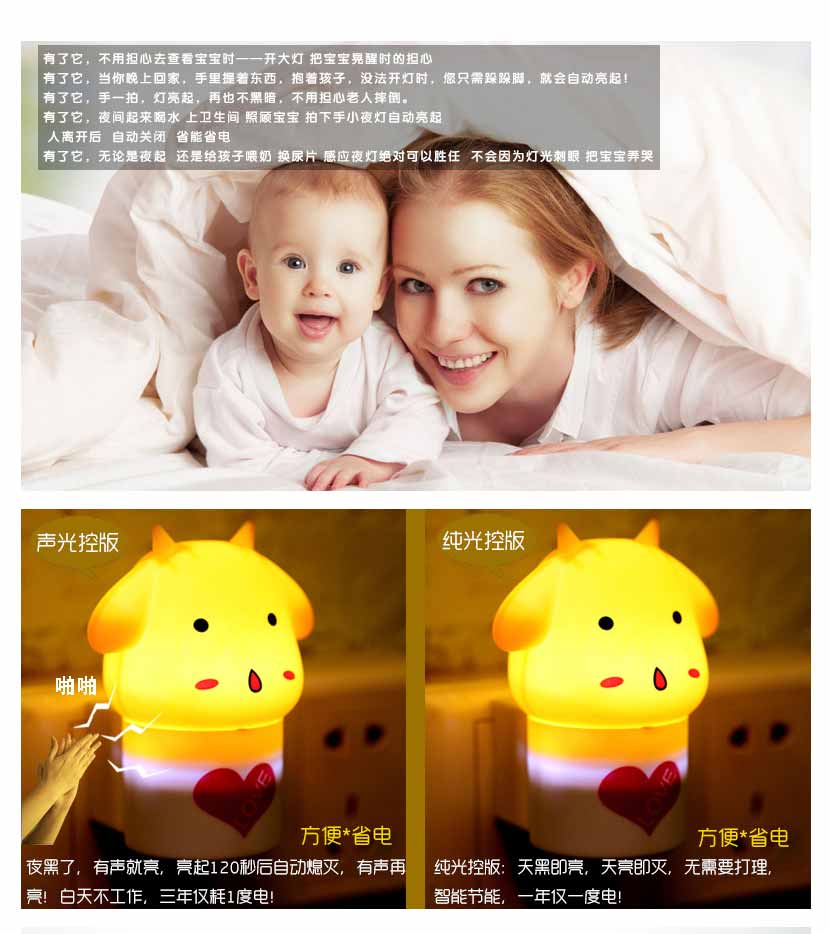 有了它，不用担心去查看宝宝时——开大灯 把宝宝晃醒时的担心
有了它，当你晚上回家，手里提着东西，抱着孩子，没法开灯时，您只需跺跺脚，就会自动亮起！
有了它，手一拍，灯亮起，再也不黑暗，不用担心老人摔倒。
有了它，夜间起来喝水 上卫生间 照顾宝宝 拍下手小夜灯自动亮起
人离开后 自动关闭 省能省电
有了它，无论是夜起 还是给孩子喂奶 换尿片 感应夜灯绝对可以胜任 不会因为灯光刺眼 把宝宝弄哭
声光控版
啪啪
LOVE
方便*省电
夜黑了，有声就亮，亮起120秒后自动熄灭，有声再
亮！白天不工作，三年仅耗1度电！
纯光控版
LOVE
方便*省电
纯光控版：天黑即亮，天亮即灭，无需要打理，
智能节能，一年仅一度电！